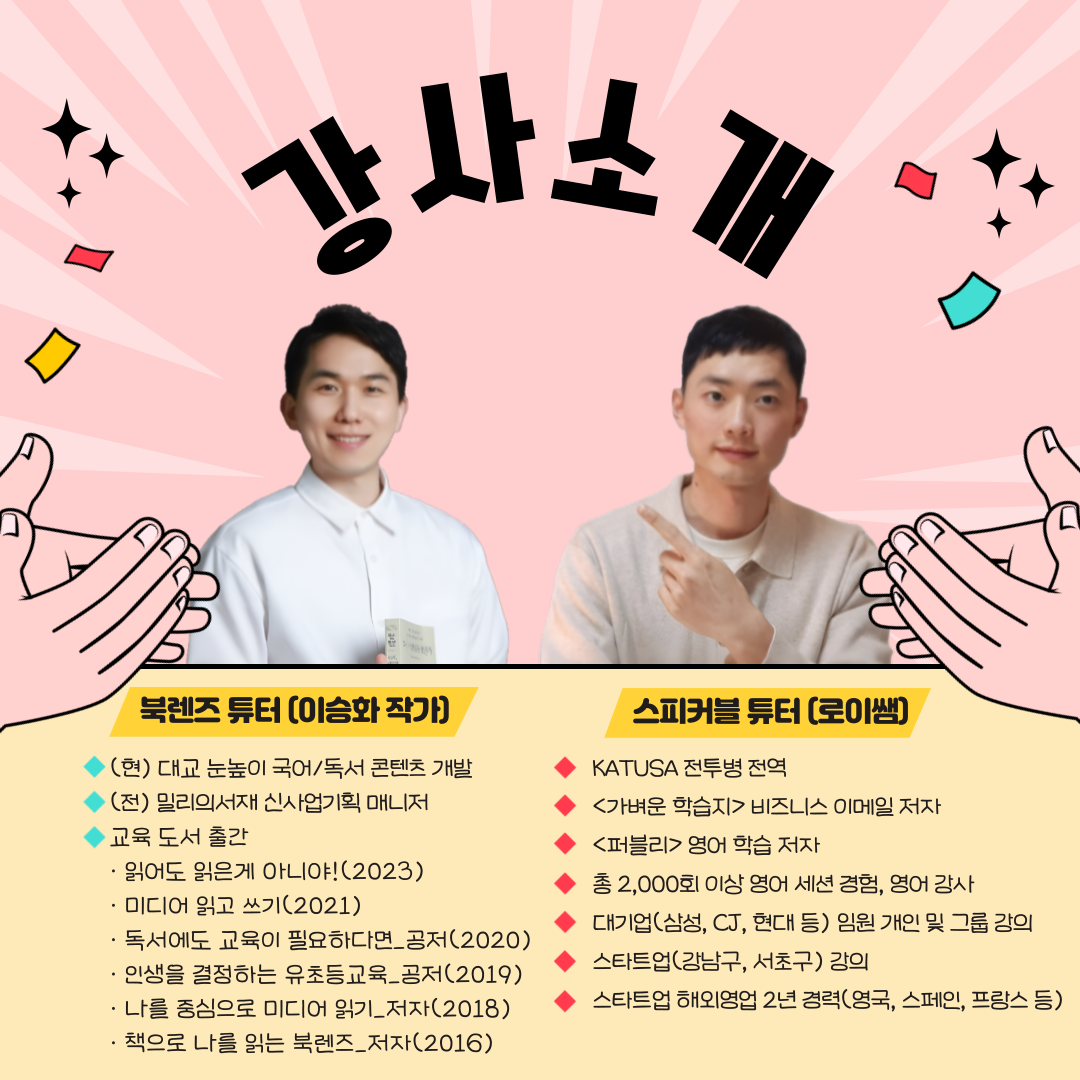 강사소개
북렌즈 튜터 (이승화 작가)
(현) 대교 눈높이 국어/독서 콘텐츠 개발
(전) 밀리의서재 신사업기획 매니저
교육 도서 출간
· 읽어도 읽은게 아니야!(2023)
· 미디어 읽고 쓰기(2021)
· 독서에도 교육이 필요하다면_공저(2020)
· 인생을 결정하는 유초등교육_공저(2019)
· 나를 중심으로 미디어 읽기_저자(2018)
· 책으로 나를 읽는 북렌즈_저자(2016)
스피커블 튜터 (로이쌤)
KATUSA 전투병 전역
<가벼운 학습지> 비즈니스 이메일 저자
<퍼블리> 영어 학습 저자
총 2,000회 이상 영어 세션 경험, 영어 강사
대기업(삼성, CJ, 현대 등) 임원 개인 및 그룹 강의
스타트업(강남구, 서초구) 강의
스타트업 해외영업 2년 경력(영국, 스페인, 프랑스 등)